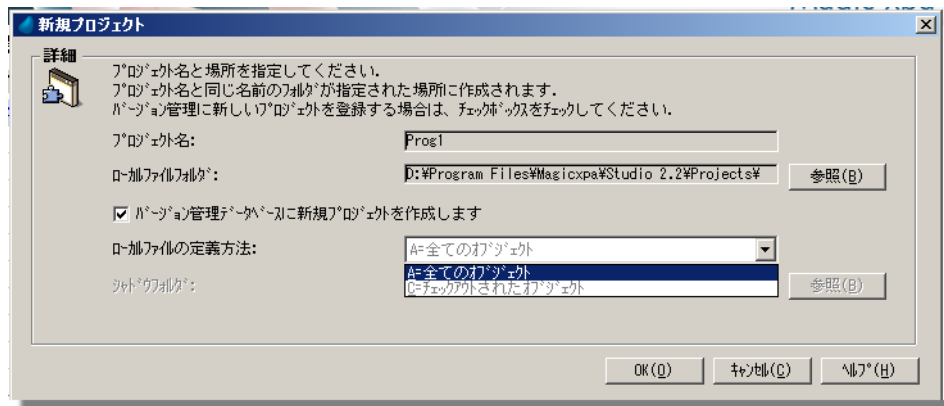 新規プロジェクト
詳細
ﾌﾟﾛｼﾞｪｸﾄ名と場所を指定してください．
ﾌﾟﾛｼﾞｪｸﾄ名と同じ名前のﾌｫﾙﾀﾞが指定された場所に作成されます．
ﾊﾞｰｼﾞｮﾝ管理に新しいﾌﾟﾛｼﾞｪｸﾄを登録する場合は、ﾁｪｯｸﾎﾞｯｸｽをﾁｪｯｸしてください．
ﾌﾟﾛｼﾞｪｸﾄ名: Prog1
ﾛｰｶﾙﾌｧｲﾙﾌｫﾙﾀﾞ: D:¥Program Files¥Magicxpa¥Studio 2.2¥Projects¥ 参照(B)
ﾊﾞｰｼﾞｮﾝ管理ﾃﾞｰﾀﾍﾞｰｽに新規ﾌﾟﾛｼﾞｪｸﾄを作成します
ﾛｰｶﾙﾌｧｲﾙの定義方法: A=全てのｵﾌﾞｼﾞｪｸﾄ
A=全てのｵﾌﾞｼﾞｪｸﾄ
C=ﾁｪｯｸｱｳﾄされたｵﾌﾞｼﾞｪｸﾄ
ｼｬﾄﾞｳﾌｫﾙﾀﾞ: 参照(B)
OK(O) ｷｬﾝｾﾙ(C) ﾍﾙﾌﾟ(H)